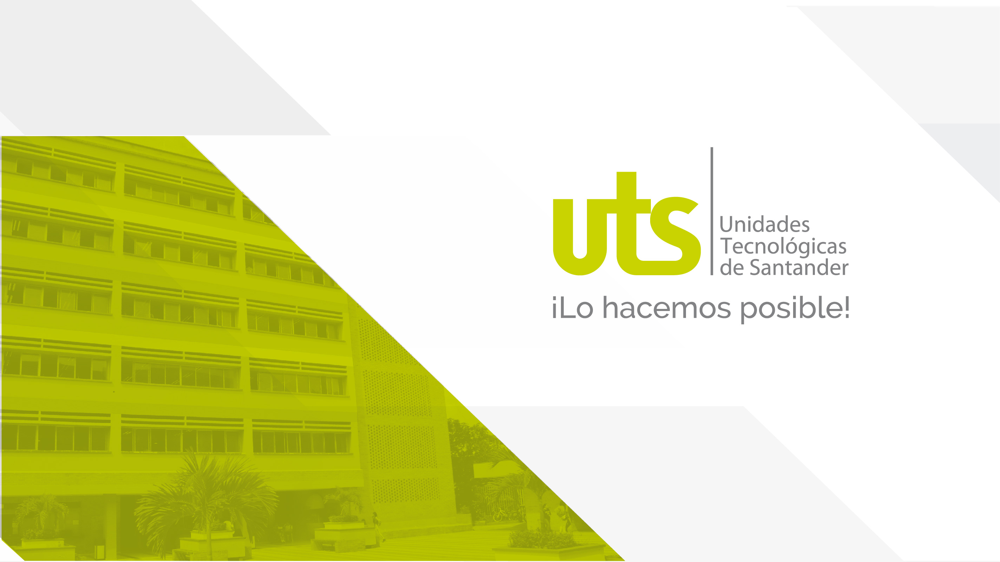 uts
Unidades
Tecnológicas
de Santander
¡Lo hacemos posible!